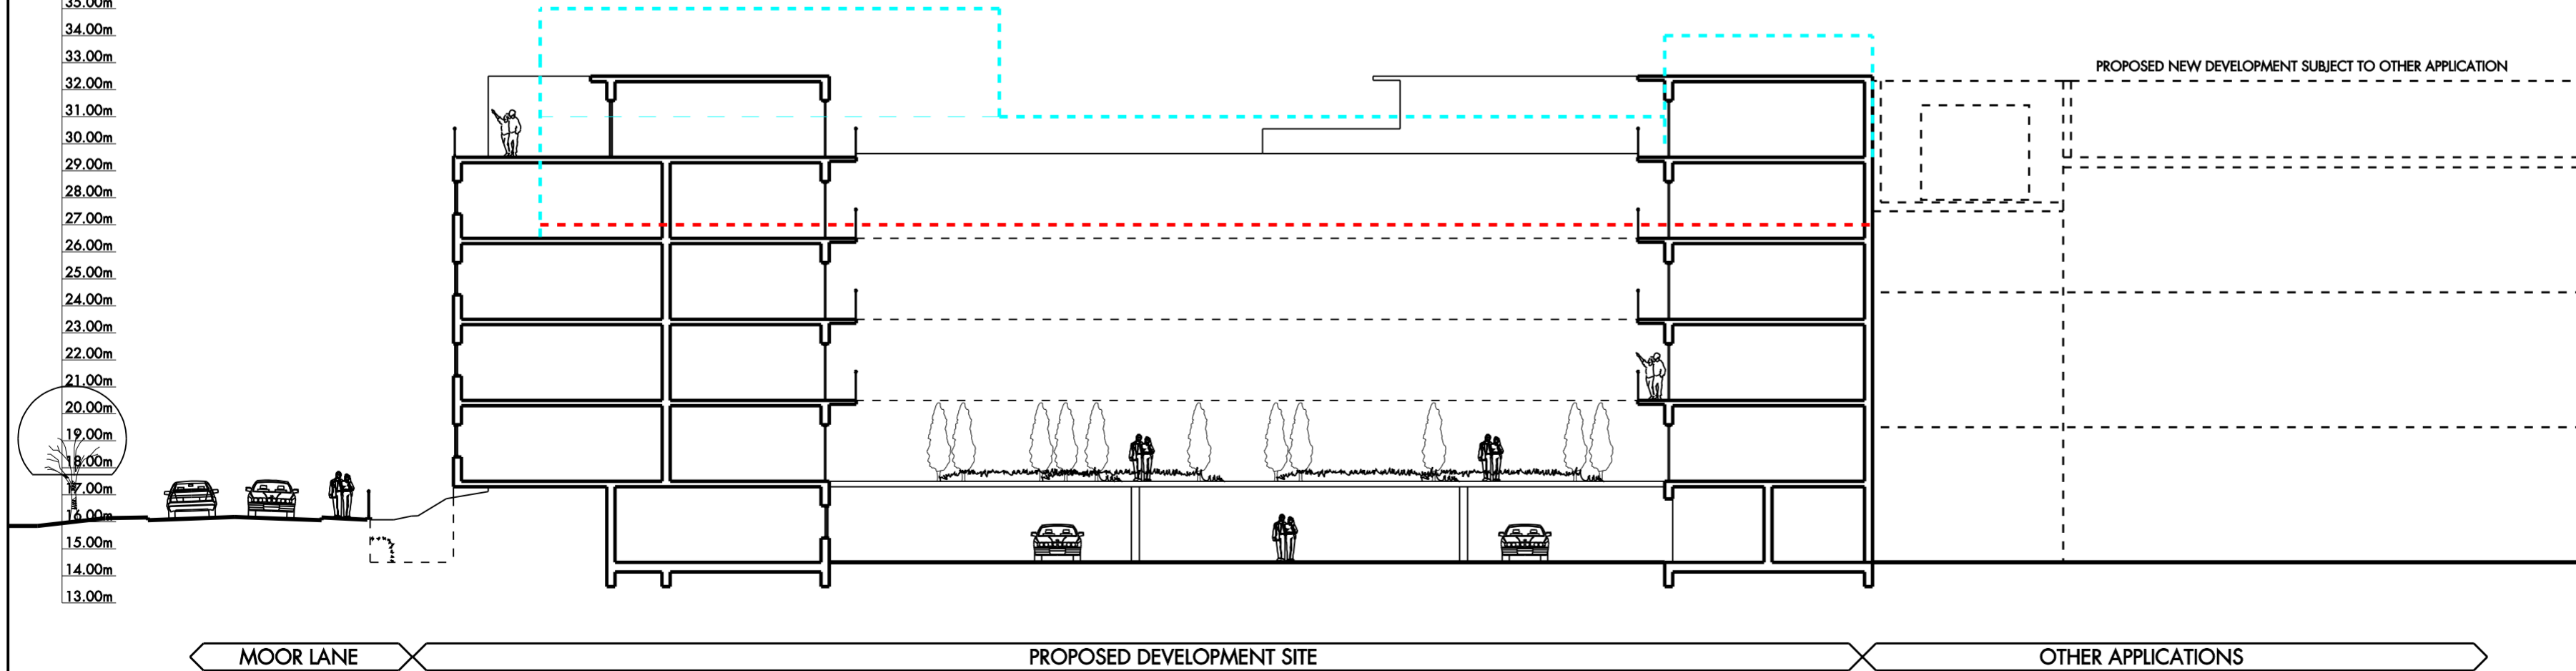 35.00m
34.00m
33.00m
PROPOSED NEW DEVELOPMENT SUBJECT TO OTHER APPLICATION
32.00m
31.00m
30.00m
29.00m
28.00m
27.00m
26.00m
25.00m
24.00m
23.00m
22.00m
21.00m
20.00m
19.00m
18.00m
17.00m
16.00m
15.00m
14.00m
13.00m
MOOR LANE
PROPOSED DEVELOPMENT SITE
OTHER APPLICATIONS